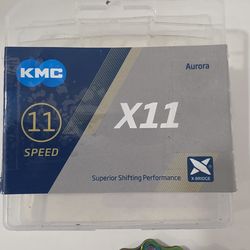 KMC
Aurora
11
SPEED
X11
X-BRIDGE
Superior Shifting Performance